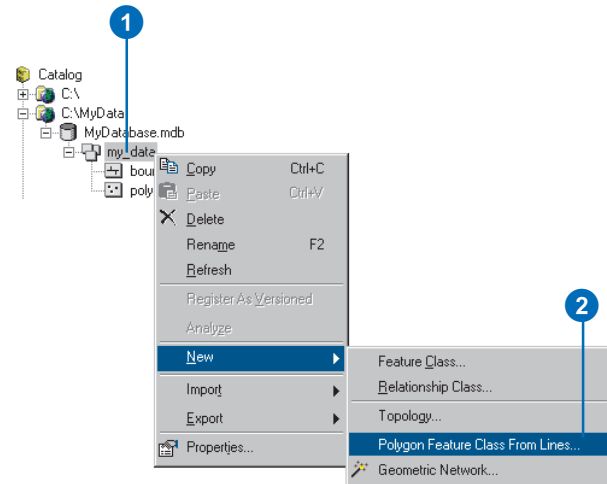 1
Catalog
C:\
C:\MyData
MyDatabase.mdb
my_data
bour
poly
Copy Ctrl+C
Paste Ctrl+V
Delete
Rename F2
Refresh
Register As Versioned
Analyze
New
Import
Export
Properties...
2
Feature Class...
Relationship Class...
Topology...
Polygon Feature Class From Lines...
Geometric Network...